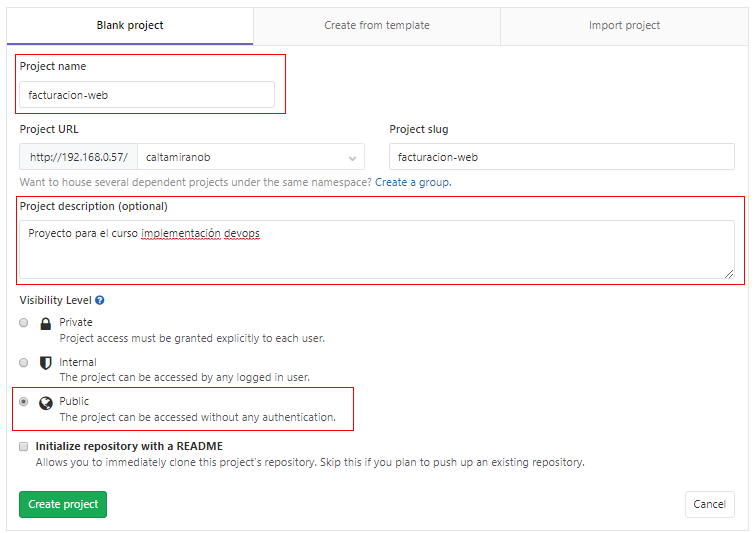 Blank project
Create from template
Import project
Project name
facturacion-web
Project URL
Project slug
http://192.168.0.57/
caltamiranob
facturacion-web
Want to house several dependent projects under the same namespace? Create a group.
Project description (optional)
Proyecto para el curso implementación devops
Visibility Level
Private
Project access must be granted explicitly to each user.
Internal
The project can be accessed by any logged in user.
Public
The project can be accessed without any authentication.
Initialize repository with a README
Allows you to immediately clone this project's repository. Skip this if you plan to push up an existing repository.
Create project
Cancel